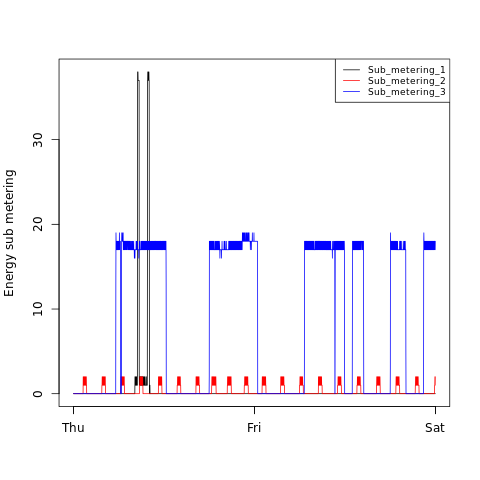 Sub_metering_1
Sub_metering_2
Sub_metering_3
Energy sub metering
30
20
10
0
Thu Fri Sat